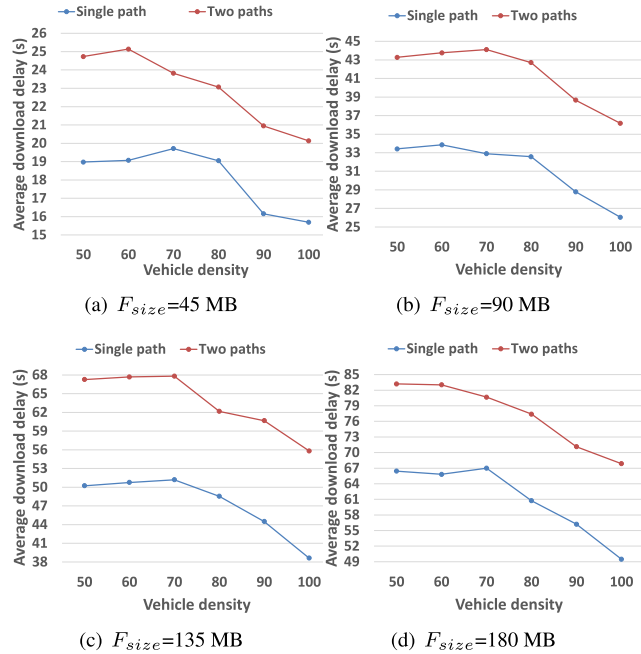 Single path Two paths
Average download delay (s)
26
25
24
23
22
21
20
19
18
17
16
15
50 60 70 80 90 100
Vehicle density
(a) Fsize=45 MB
Single path Two paths
Average download delay (s)
45
43
41
39
37
35
33
31
29
27
25
50 60 70 80 90 100
Vehicle density
(b) Fsize=90 MB
Single path Two paths
Average download delay (s)
68
65
62
59
56
53
50
47
44
41
38
50 60 70 80 90 100
Vehicle density
(c) Fsize=135 MB
Single path Two paths
Average download delay (s)
85
82
79
76
73
70
67
64
61
58
55
52
49
50 60 70 80 90 100
Vehicle density
(d) Fsize=180 MB